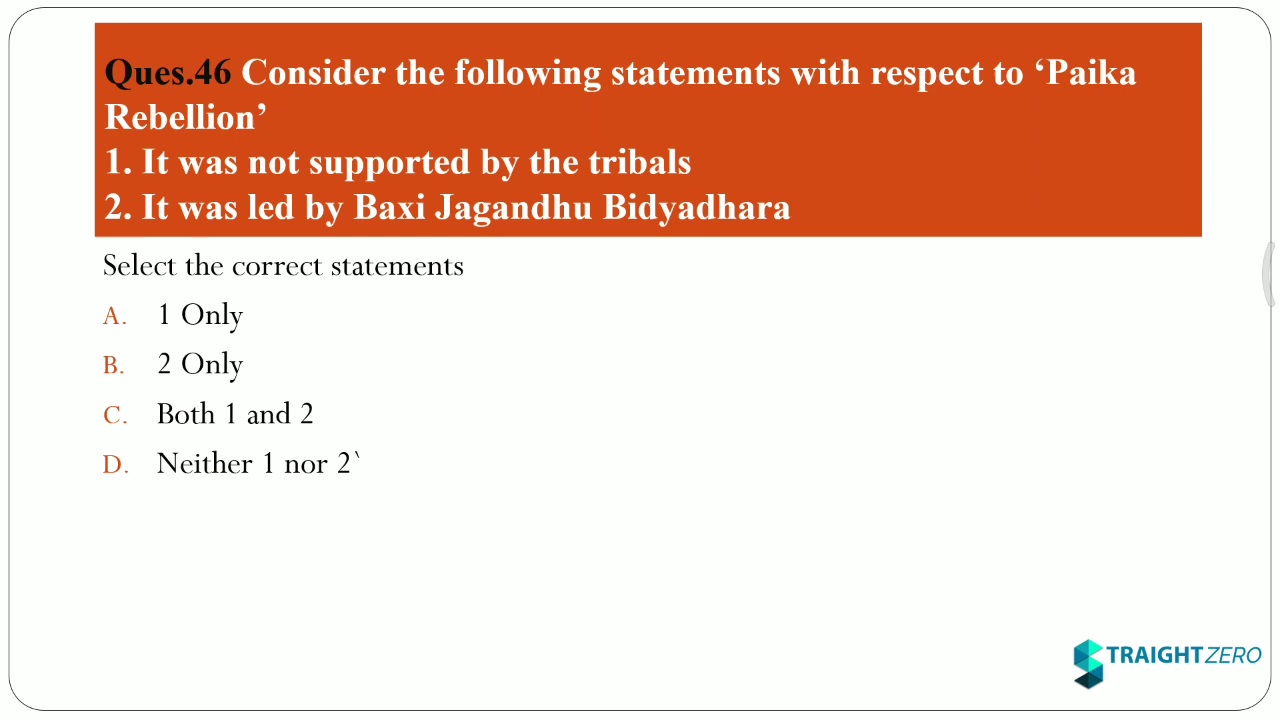 Ques.46 Consider the following statements with respect to ‘Paika
Rebellion’
1. It was not supported by the tribals
2. It was led by Baxi Jagandhu Bidyadhara
Select the correct statements
A. 1 Only
B. 2 Only
C. Both 1 and 2
D. Neither 1 nor 2`
TRAIGHTZERO